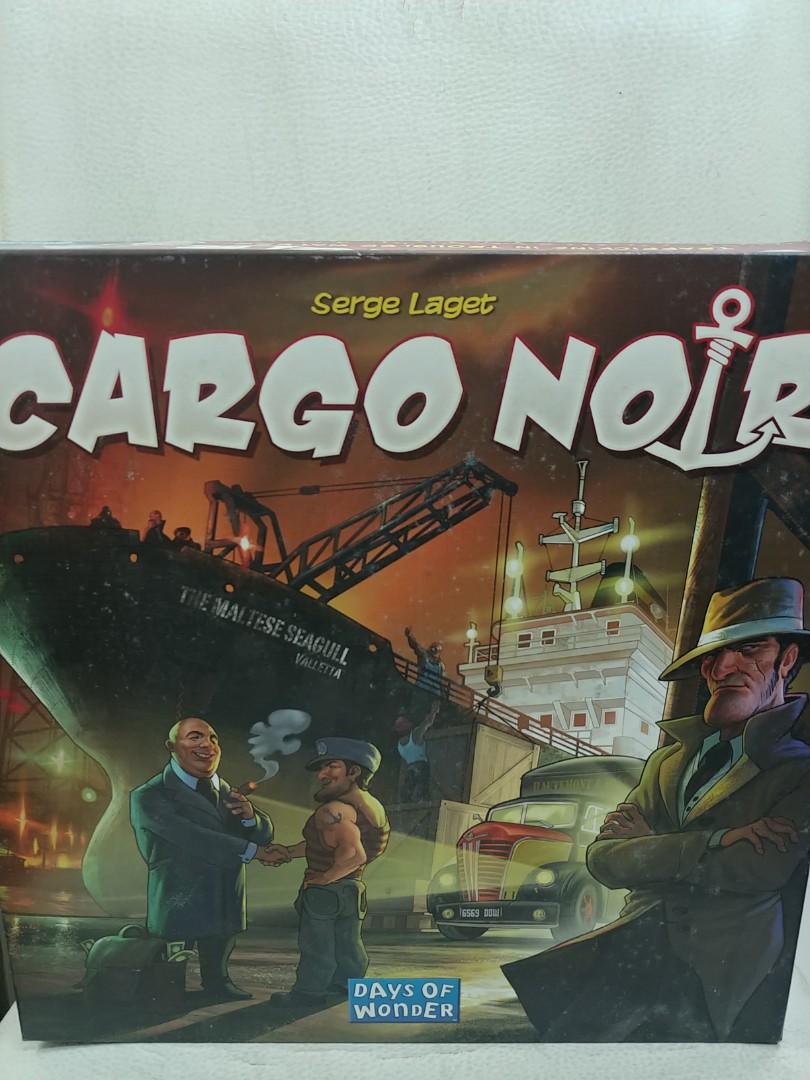 Serge Laget
CARGO NOIR
THE MALTESE SEAGULL
VALLETTA
6569 DOW
DAYS OF
WONDER